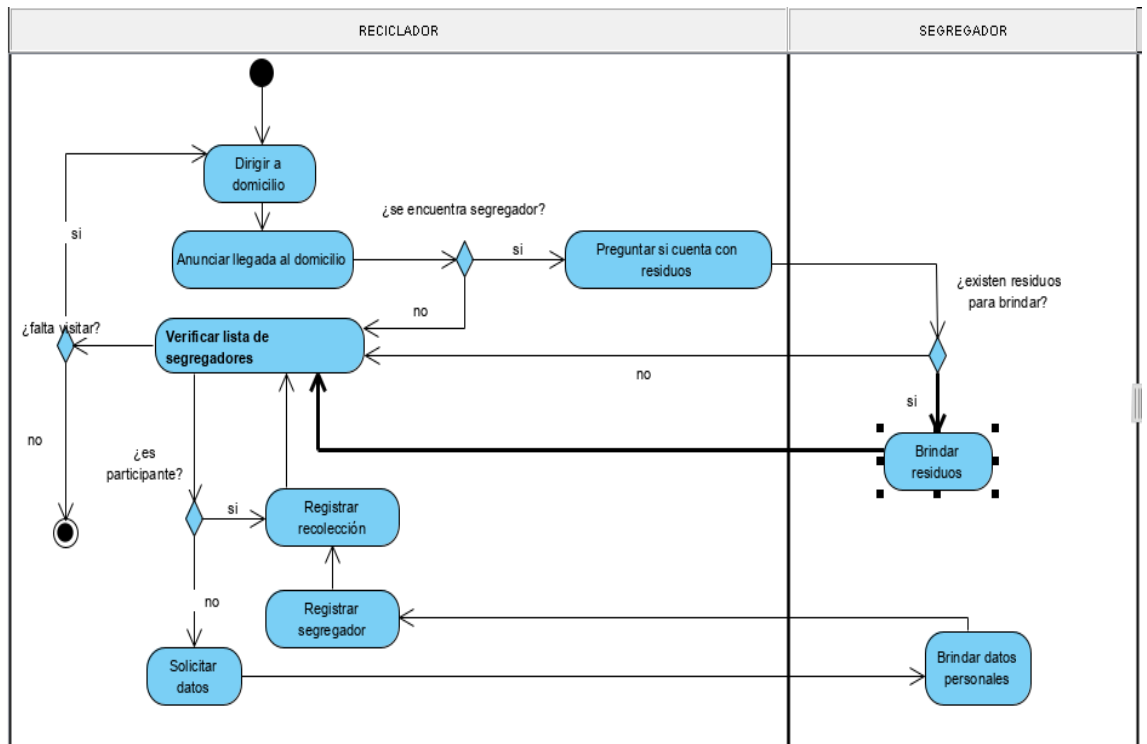 RECICLADOR
SEGREGADOR
Dirigir a
domicilio
¿se encuentra segregador?
si
Anunciar llegada al domicilio
si
Preguntar si cuenta con
residuos
¿existen residuos
para brindar?
no
¿falta visitar?
Verificar lista de
segregadores
no
si
no
¿es
participante?
Brindar
residuos
si
Registrar
recolección
no
Registrar
segregador
Solicitar
datos
Brindar datos
personales